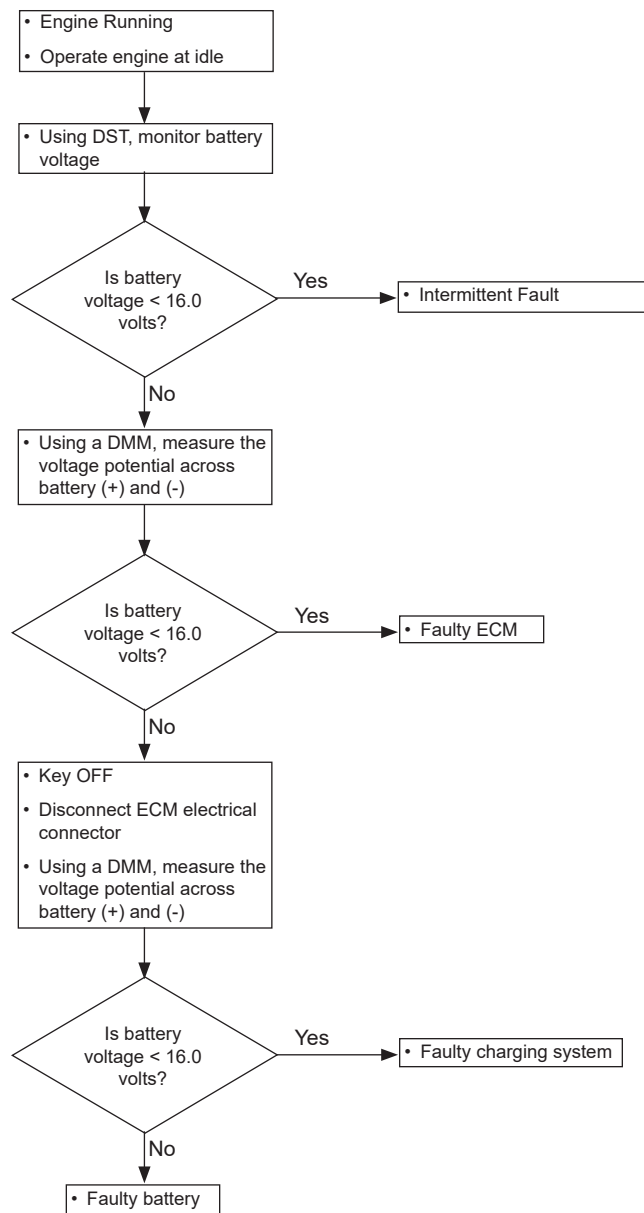 • Engine Running
• Operate engine at idle
• Using DST, monitor battery
voltage
Is battery
voltage < 16.0
volts?
Yes
• Intermittent Fault
No
• Using a DMM, measure the
voltage potential across
battery (+) and (-)
Is battery
voltage < 16.0
volts?
Yes
• Faulty ECM
No
• Key OFF
• Disconnect ECM electrical
connector
• Using a DMM, measure the
voltage potential across
battery (+) and (-)
Is battery
voltage < 16.0
volts?
Yes
• Faulty charging system
No
• Faulty battery